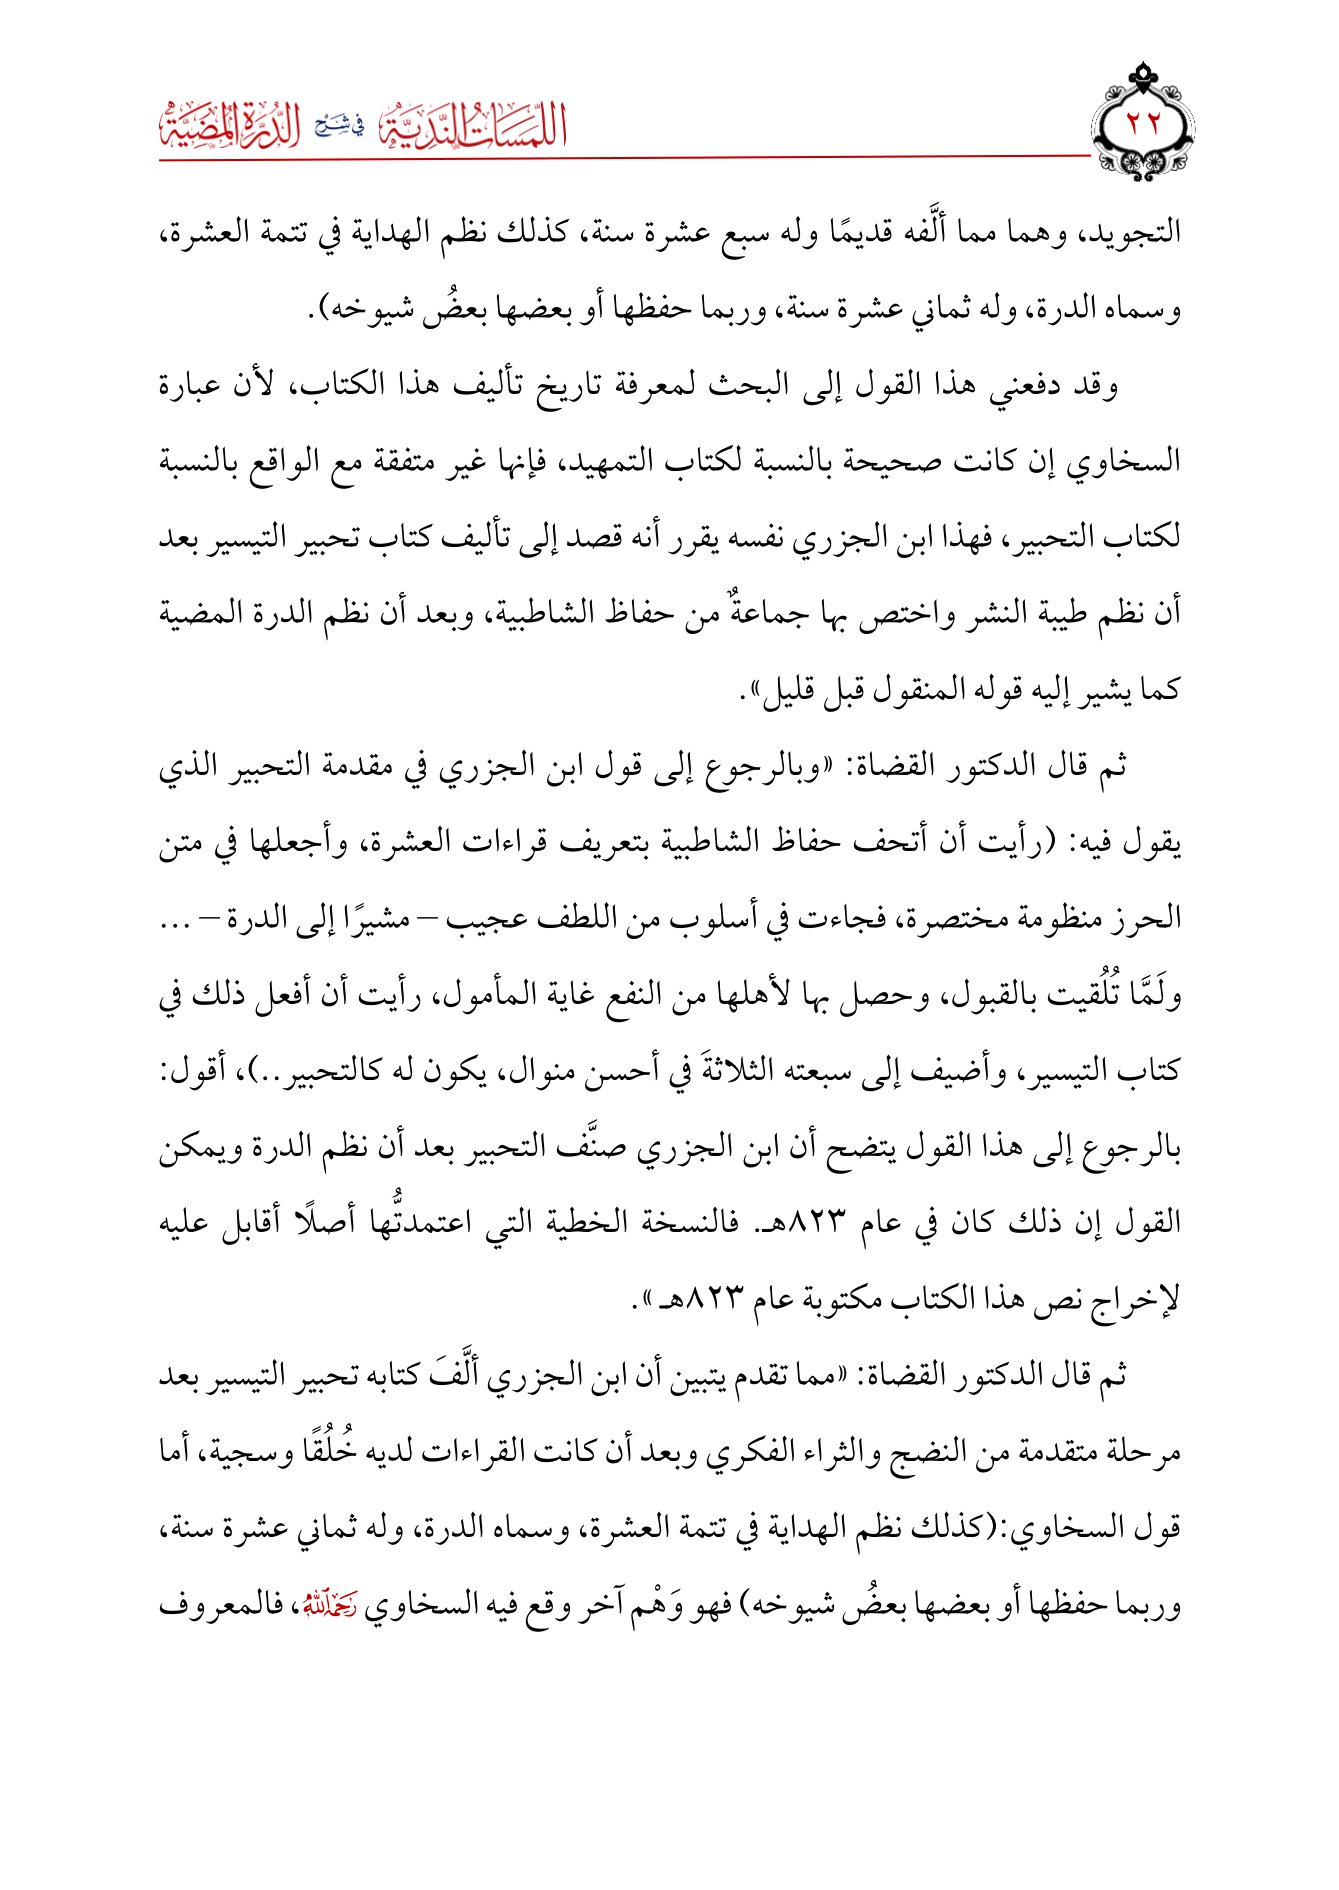 اللمسات الندية في شرح الدرة المضية
٢٢
التجويد، وهما مما ألَّفه قديمًا وله سبع عشرة سنة، كذلك نظم الهداية في تتمة العشرة،
وسماه الدرة، وله ثماني عشرة سنة، وربما حفظها أو بعضها بعضُ شيوخه).
وقد دفعني هذا القول إلى البحث لمعرفة تاريخ تأليف هذا الكتاب، لأن عبارة
السخاوي إن كانت صحيحة بالنسبة لكتاب التمهيد، فإنها غير متفقة مع الواقع بالنسبة
لكتاب التحبير، فهذا ابن الجزري نفسه يقرر أنه قصد إلى تأليف كتاب تحبير التيسير بعد
أن نظم طيبة النشر واختص بها جماعةٌ من حفاظ الشاطبية، وبعد أن نظم الدرة المضية
كما يشير إليه قوله المنقول قبل قليل».
ثم قال الدكتور القضاة: «وبالرجوع إلى قول ابن الجزري في مقدمة التحبير الذي
يقول فيه: (رأيت أن أتحف حفاظ الشاطبية بتعريف قراءات العشرة، وأجعلها في متن
الحرز منظومة مختصرة، فجاءت في أسلوب من اللطف عجيب – مشيرًا إلى الدرة – ...
ولَمَّا تُلُقيت بالقبول، وحصل بها لأهلها من النفع غاية المأمول، رأيت أن أفعل ذلك في
كتاب التيسير، وأضيف إلى سبعته الثلاثةَ في أحسن منوال، يكون له كالتحبير..)، أقول:
بالرجوع إلى هذا القول يتضح أن ابن الجزري صنَّف التحبير بعد أن نظم الدرة ويمكن
القول إن ذلك كان في عام ٨٢٣هـ. فالنسخة الخطية التي اعتمدتُّها أصلًا أقابل عليه
لإخراج نص هذا الكتاب مكتوبة عام ٨٢٣هـ».
ثم قال الدكتور القضاة: «مما تقدم يتبين أن ابن الجزري ألَّفَ كتابه تحبير التيسير بعد
مرحلة متقدمة من النضج والثراء الفكري وبعد أن كانت القراءات لديه خُلُقًا وسجية، أما
قول السخاوي:(كذلك نظم الهداية في تتمة العشرة، وسماه الدرة، وله ثماني عشرة سنة،
وربما حفظها أو بعضها بعضُ شيوخه) فهو وَهْم آخر وقع فيه السخاوي رحمه الله، فالمعروف